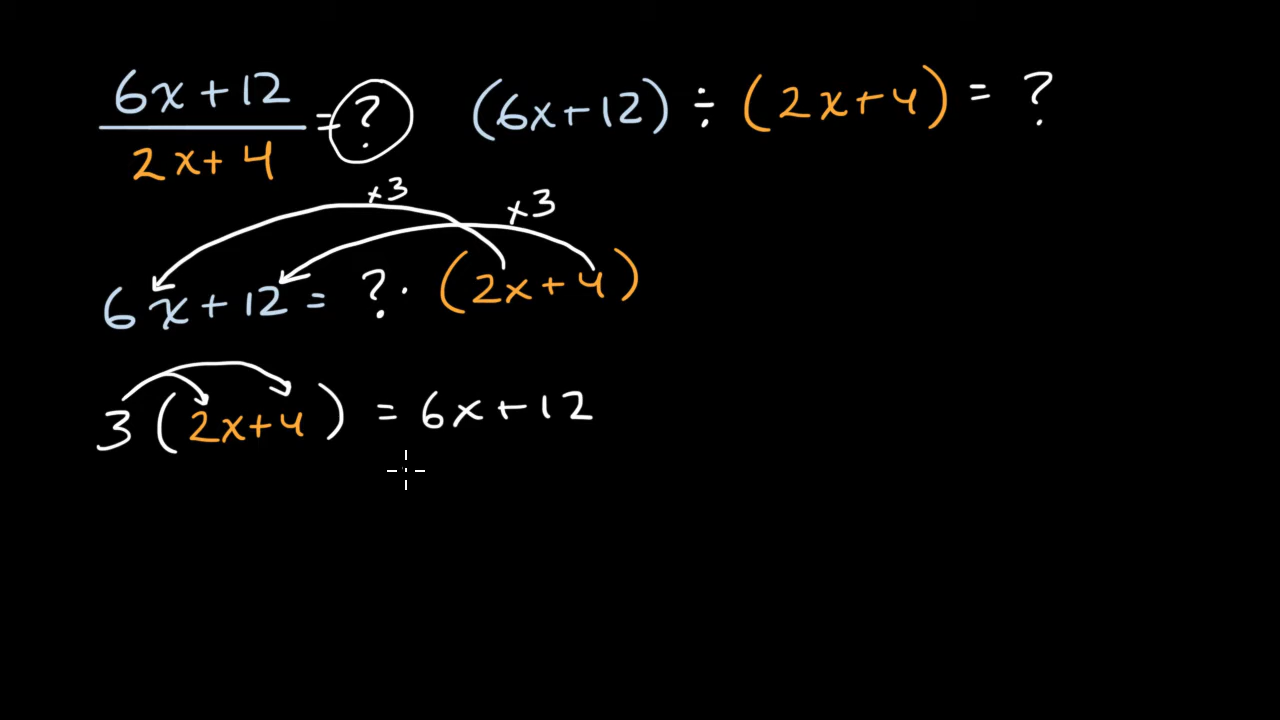 6x+12/2x+4 = ? (6x+12) ÷ (2x+4) = ?
×3 ×3
6x+12 = ? · (2x+4)
3(2x+4) = 6x+12